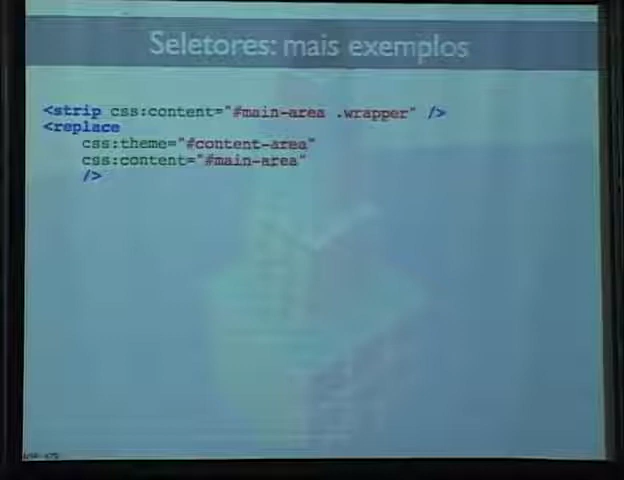 Seletores: mais exemplos
<strip css:content="#main-area .wrapper" />
<replace
css:theme="#content-area"
css:content="#main-area"
/>